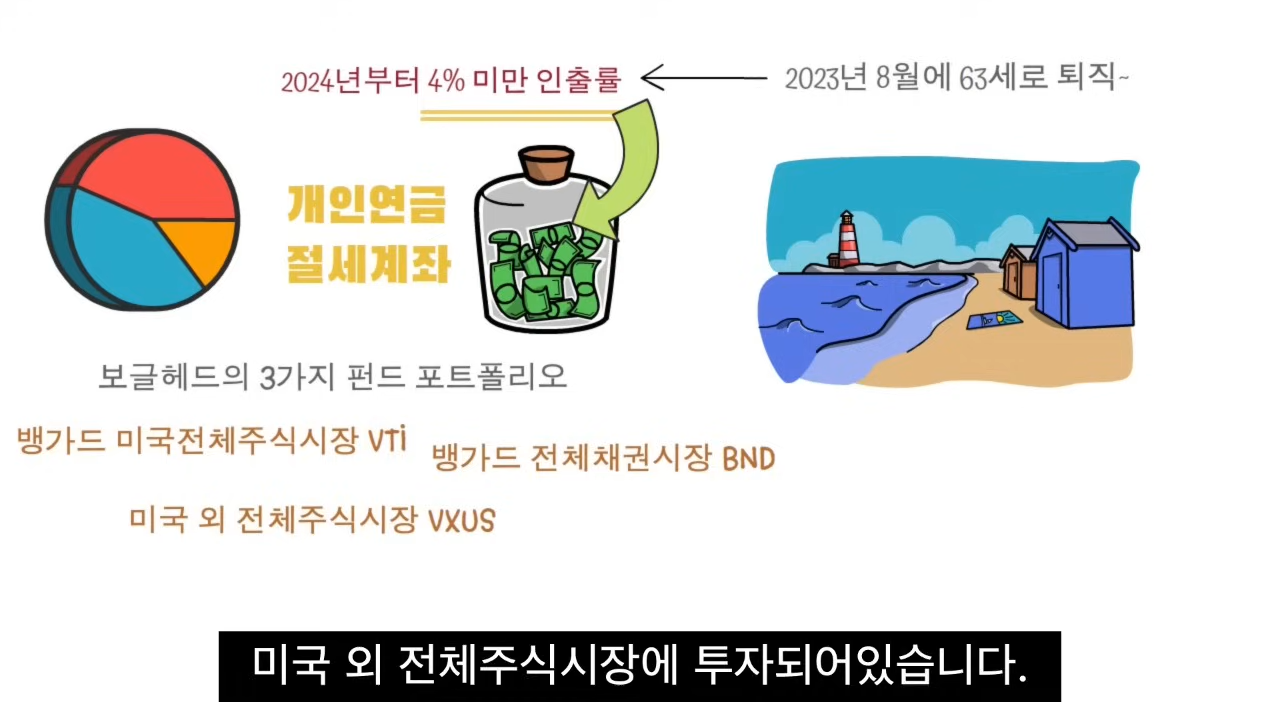 2024년부터 4% 미만 인출률
2023년 8월에 63세로 퇴직~
개인연금
절세계좌
보글헤드의 3가지 펀드 포트폴리오
뱅가드 미국전체주식시장 VTi
뱅가드 전체채권시장 BND
미국 외 전체주식시장 VXUS
미국 외 전체주식시장에 투자되어있습니다.